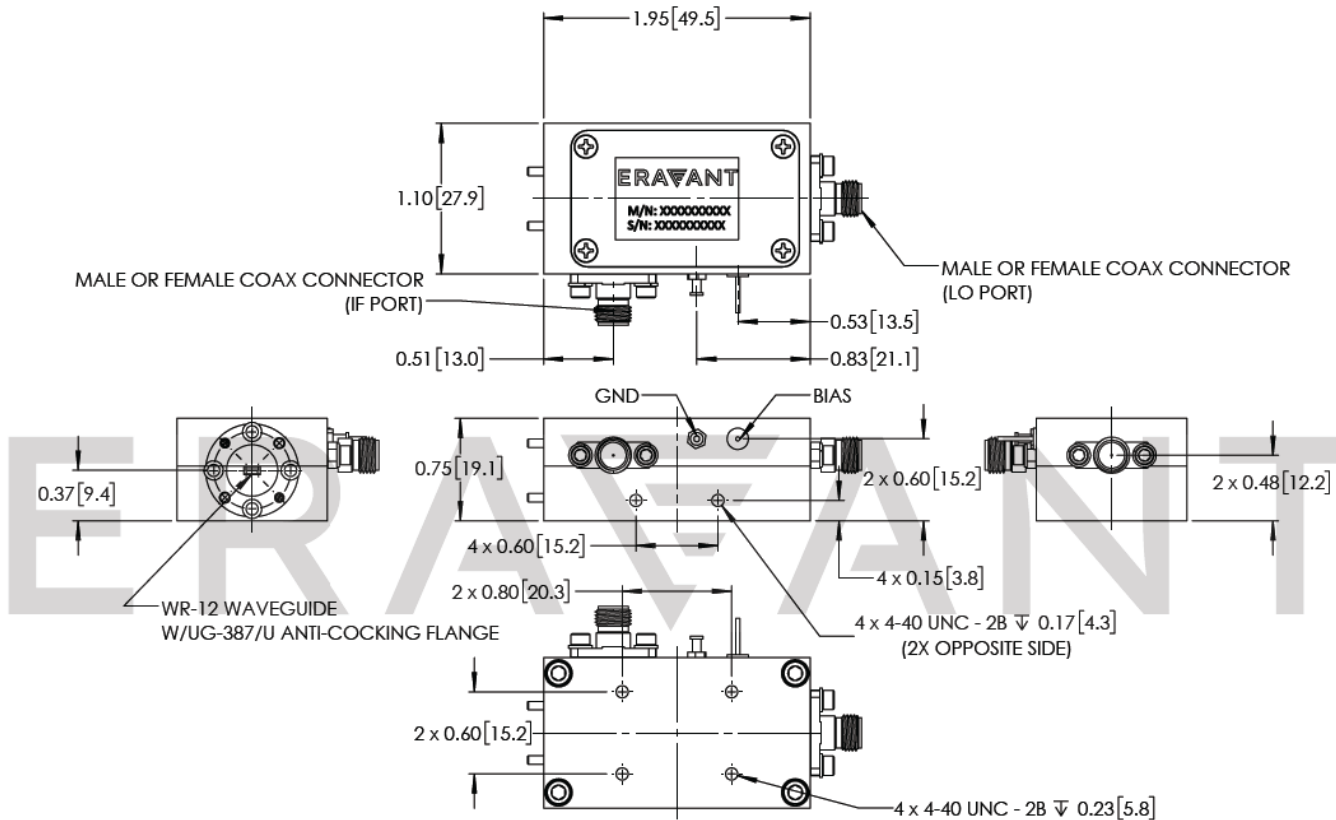 1.95[49.5]
1.10[27.9]
ERAVANT
M/N: XXXXXXXXXX
S/N: XXXXXXXXXX
MALE OR FEMALE COAX CONNECTOR
(IF PORT)
MALE OR FEMALE COAX CONNECTOR
(LO PORT)
0.53[13.5]
0.51[13.0]
0.83[21.1]
GND
BIAS
0.37[9.4]
0.75[19.1]
2 x 0.60[15.2]
2 x 0.48[12.2]
4 x 0.60[15.2]
4 x 0.15[3.8]
WR-12 WAVEGUIDE
W/UG-387/U ANTI-COCKING FLANGE
2 x 0.80[20.3]
4 x 4-40 UNC - 2B ↧ 0.17[4.3]
(2X OPPOSITE SIDE)
2 x 0.60[15.2]
4 x 4-40 UNC - 2B ↧ 0.23[5.8]
ERAVANT